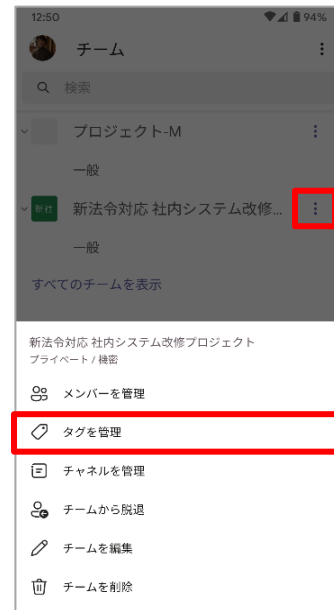 12:50 94%
チーム
検索
プロジェクト-M
一般
新社 新法令対応 社内システム改修...
一般
すべてのチームを表示
新法令対応 社内システム改修プロジェクト
プライベート / 機密
メンバーを管理
タグを管理
チャネルを管理
チームから脱退
チームを編集
チームを削除